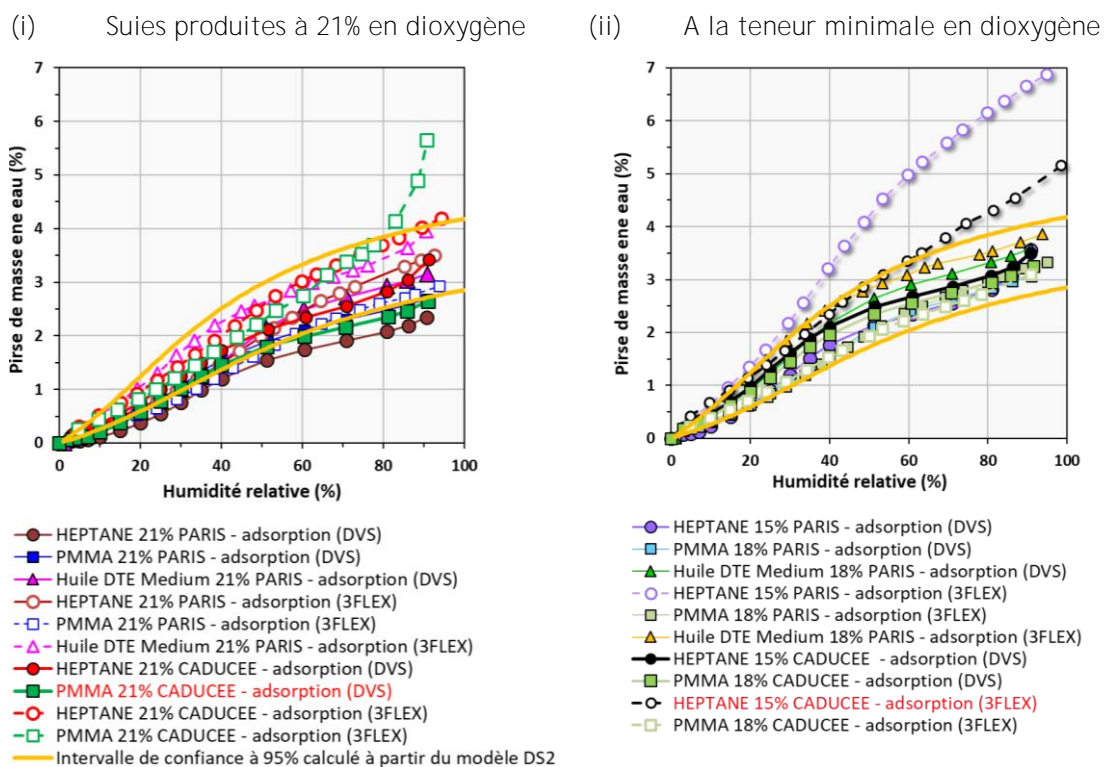 (i) Suies produites à 21% en dioxygène
(ii) A la teneur minimale en dioxygène
Pirse de masse ene eau (%)
7
6
5
4
3
2
1
0
0 20 40 60 80 100
Humidité relative (%)
Pirse de masse ene eau (%)
7
6
5
4
3
2
1
0
0 20 40 60 80 100
Humidité relative (%)
HEPTANE 21% PARIS - adsorption (DVS)
PMMA 21% PARIS - adsorption (DVS)
Huile DTE Medium 21% PARIS - adsorption (DVS)
HEPTANE 21% PARIS - adsorption (3FLEX)
PMMA 21% PARIS - adsorption (3FLEX)
Huile DTE Medium 21% PARIS - adsorption (3FLEX)
HEPTANE 21% CADUCEE - adsorption (DVS)
PMMA 21% CADUCEE - adsorption (DVS)
HEPTANE 21% CADUCEE - adsorption (3FLEX)
PMMA 21% CADUCEE - adsorption (3FLEX)
Intervalle de confiance à 95% calculé à partir du modèle DS2
HEPTANE 15% PARIS - adsorption (DVS)
PMMA 18% PARIS - adsorption (DVS)
Huile DTE Medium 18% PARIS - adsorption (DVS)
HEPTANE 15% PARIS - adsorption (3FLEX)
PMMA 18% PARIS - adsorption (3FLEX)
Huile DTE Medium 18% PARIS - adsorption (3FLEX)
HEPTANE 15% CADUCEE - adsorption (DVS)
PMMA 18% CADUCEE - adsorption (DVS)
HEPTANE 15% CADUCEE - adsorption (3FLEX)
PMMA 18% CADUCEE - adsorption (3FLEX)